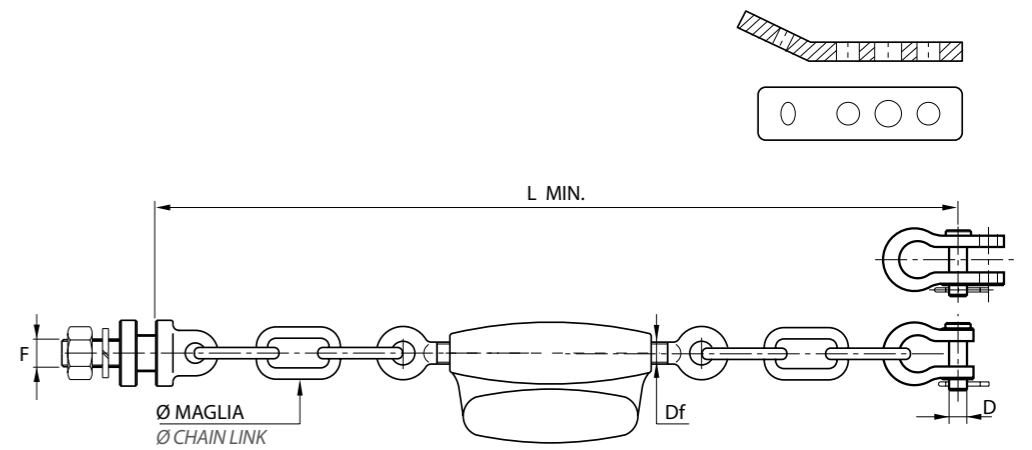 L MIN.
F
Ø MAGLIA
Ø CHAIN LINK
Df
D